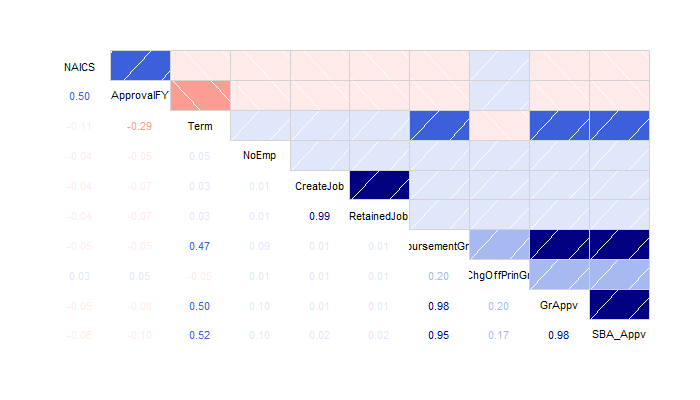 NAICS
0.50 ApprovalFY
-0.11 -0.29 Term
-0.04 -0.05 0.05 NoEmp
-0.04 -0.07 0.03 0.01 CreateJob
-0.04 -0.07 0.03 0.01 0.99 RetainedJob
-0.05 -0.05 0.47 0.09 0.01 0.01 bursementGr
0.03 0.05 -0.05 0.01 0.01 0.01 0.20 ChgOffPrinGr
-0.05 -0.08 0.50 0.10 0.01 0.01 0.98 0.20 GrAppv
-0.06 -0.10 0.52 0.10 0.02 0.02 0.95 0.17 0.98 SBA_Appv